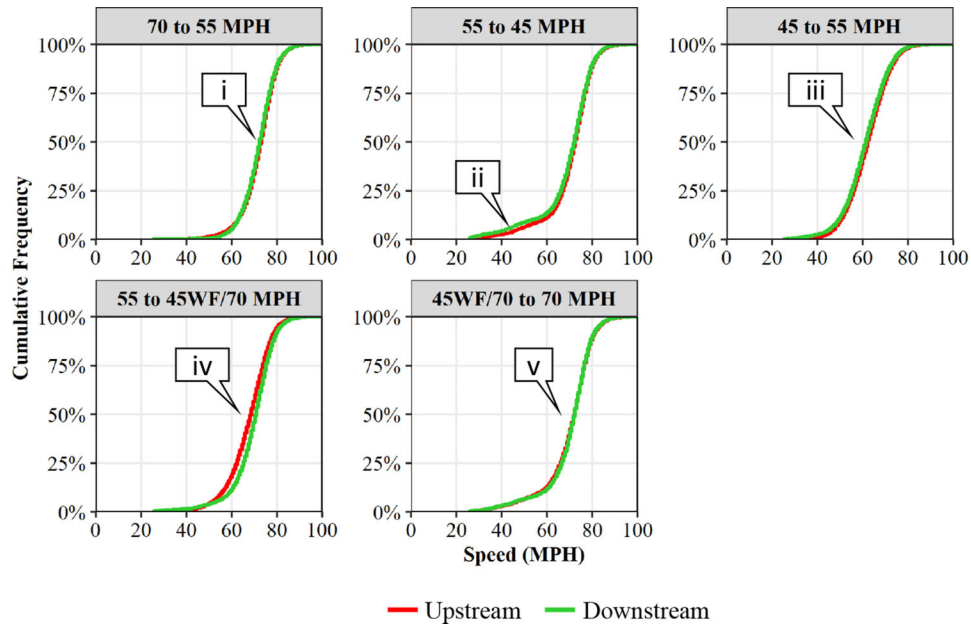 70 to 55 MPH
55 to 45 MPH
45 to 55 MPH
100%
75%
50%
25%
0%
i
0 20 40 60 80 100
100%
75%
50%
25%
0%
ii
0 20 40 60 80 100
100%
75%
50%
25%
0%
iii
0 20 40 60 80 100
Cumulative Frequency
55 to 45WF/70 MPH
45WF/70 to 70 MPH
100%
75%
50%
25%
0%
iv
0 20 40 60 80 100
100%
75%
50%
25%
0%
v
0 20 40 60 80 100
Speed (MPH)
Upstream Downstream